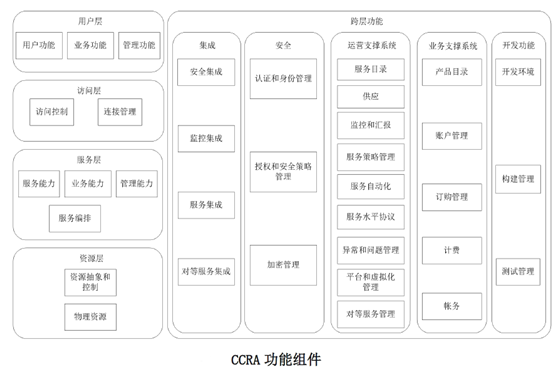 用户层
用户功能
业务功能
管理功能
访问层
访问控制
连接管理
服务层
服务能力
业务能力
管理能力
服务编排
资源层
资源抽象和
控制
物理资源
跨层功能
集成
安全集成
监控集成
服务集成
对等服务集成
安全
认证和身份管理
授权和安全策略
管理
加密管理
运营支撑系统
服务目录
供应
监控和汇报
服务策略管理
服务自动化
服务水平协议
异常和问题管理
平台和虚拟化
管理
对等服务管理
业务支撑系统
产品目录
账户管理
订购管理
计费
帐务
开发功能
开发环境
构建管理
测试管理
CCRA 功能组件